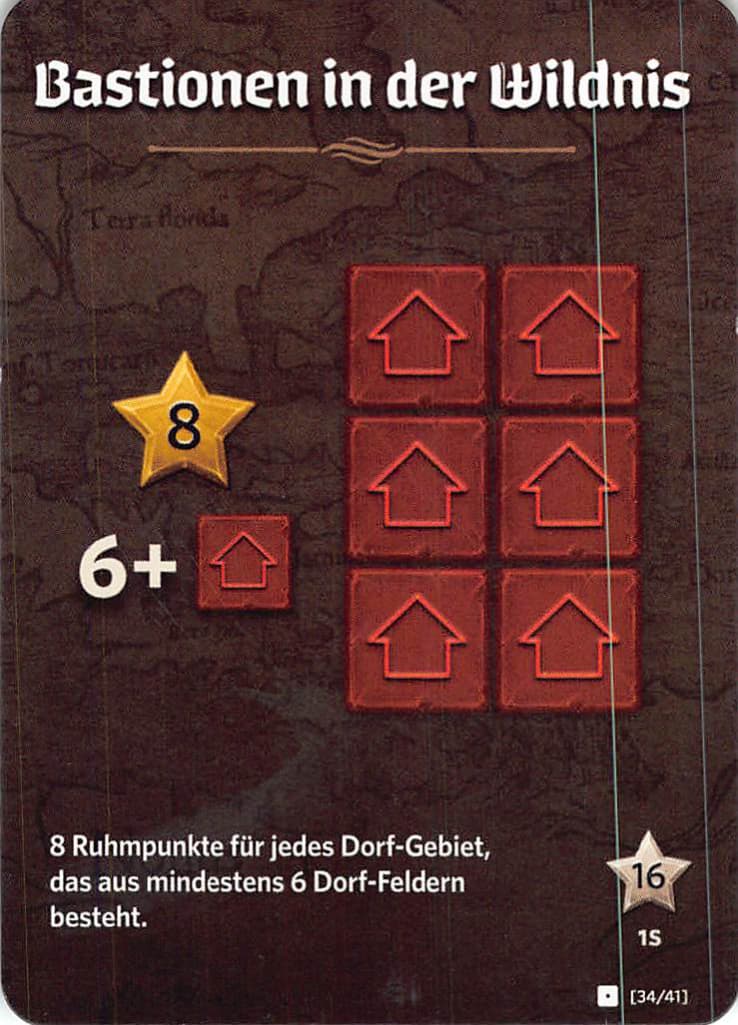 Bastionen in der Wildnis
Terra florida
8
6+
8 Ruhmpunkte für jedes Dorf-Gebiet,
das aus mindestens 6 Dorf-Feldern
besteht.
16
1S
[34/41]